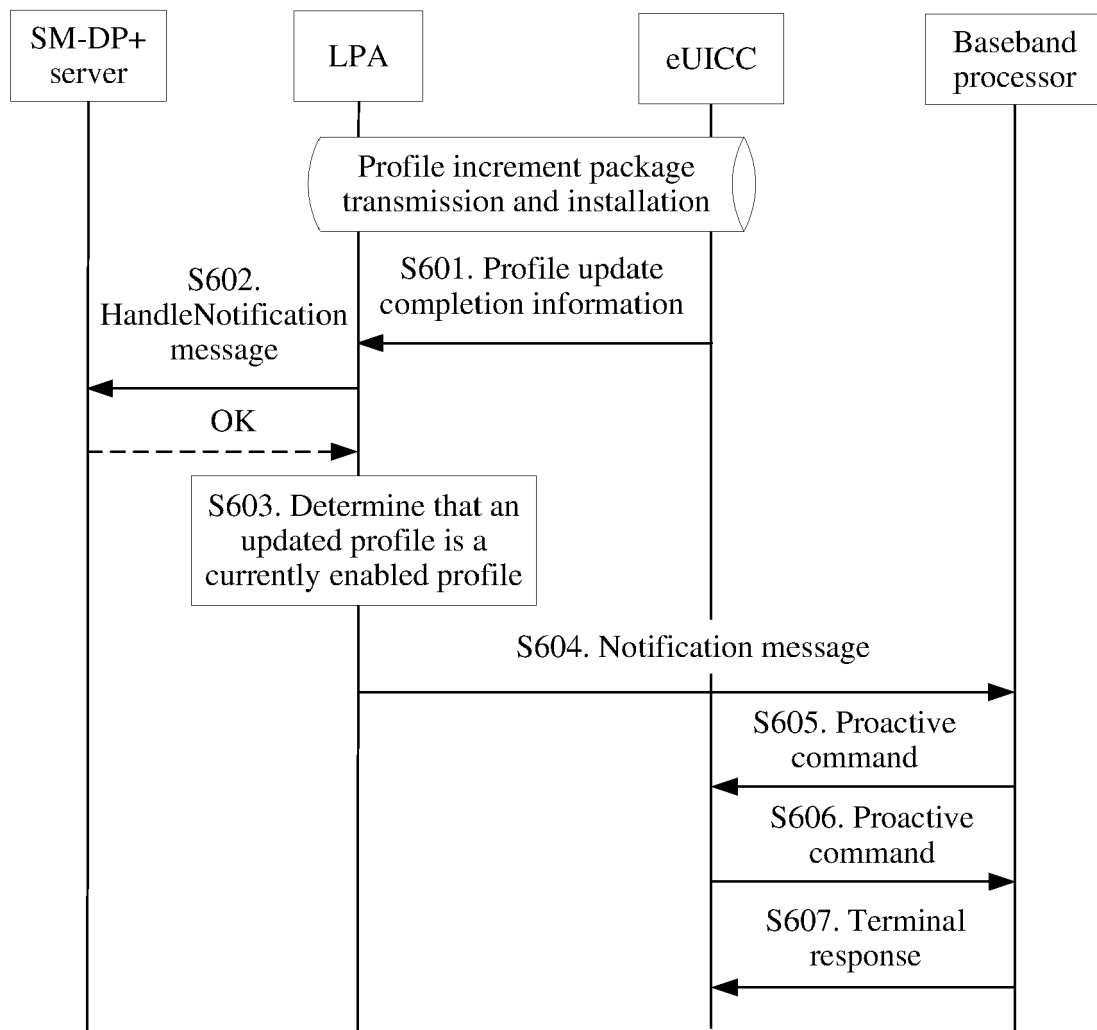 SM-DP+
server
LPA
eUICC
Baseband
processor
Profile increment package
transmission and installation
S601. Profile update
completion information
S602.
HandleNotification
message
OK
S603. Determine that an
updated profile is a
currently enabled profile
S604. Notification message
S605. Proactive
command
S606. Proactive
command
S607. Terminal
response